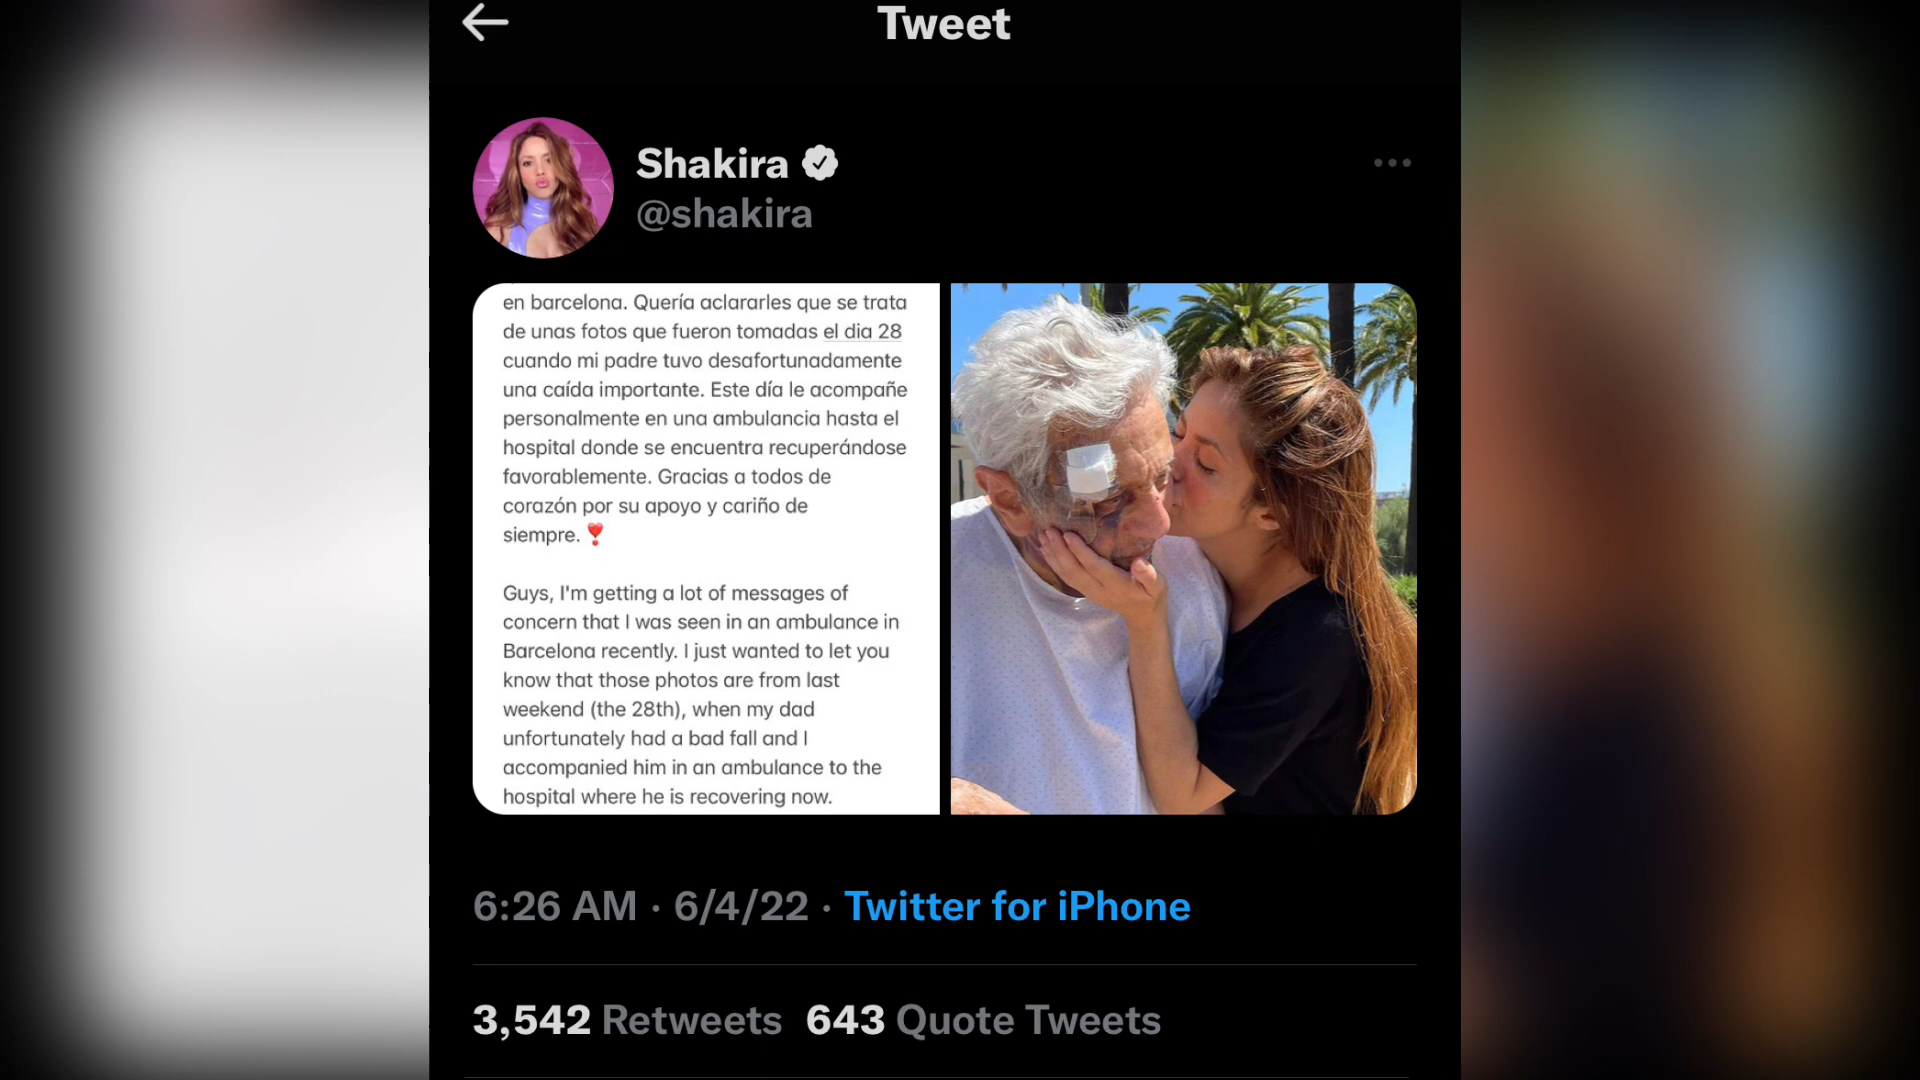 Tweet
Shakira
@shakira
en barcelona. Quería aclararles que se trata
de unas fotos que fueron tomadas el dia 28
cuando mi padre tuvo desafortunadamente
una caída importante. Este día le acompañe
personalmente en una ambulancia hasta el
hospital donde se encuentra recuperándose
favorablemente. Gracias a todos de
corazón por su apoyo y cariño de
siempre. ❣️
Guys, I'm getting a lot of messages of
concern that I was seen in an ambulance in
Barcelona recently. I just wanted to let you
know that those photos are from last
weekend (the 28th), when my dad
unfortunately had a bad fall and I
accompanied him in an ambulance to the
hospital where he is recovering now.
6:26 AM · 6/4/22 · Twitter for iPhone
3,542 Retweets 643 Quote Tweets